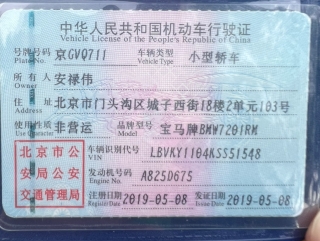 中华人民共和国机动车行驶证
Vehicle License of the People's Republic of China
号牌号码 京GVQ711 车辆类型 小型轿车
Plate No. Vehicle Type
所有人 安禄伟
Owner
住址 北京市门头沟区城子西街18楼2单元103号
Address
使用性质 非营运 品牌型号 宝马牌BMW7201RM
Use Character Model
北京市公安局公安交通管理局
车辆识别代号 LBVKY1104KSS51548
VIN
发动机号码 A8250675
Engine No.
注册日期 2019-05-08 发证日期 2019-05-08
Register Date Issue Date